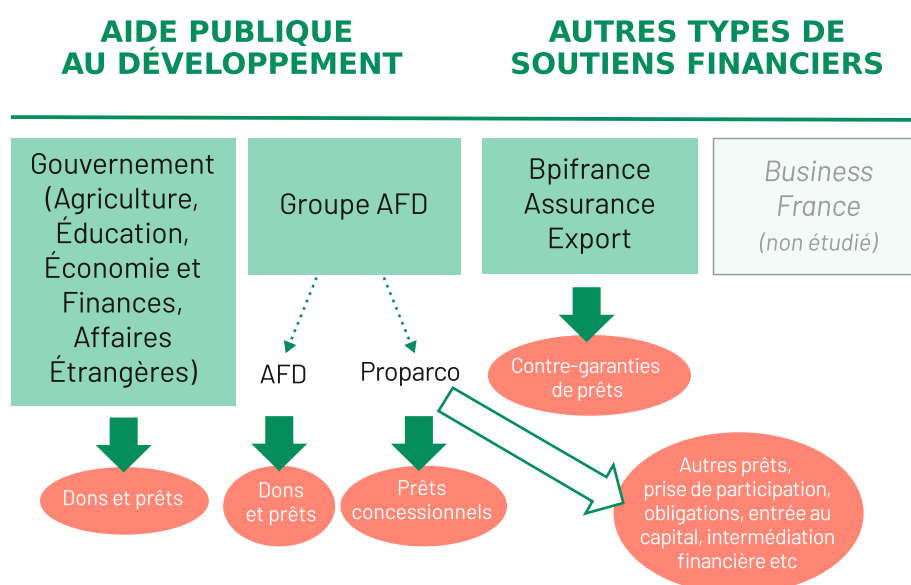 AIDE PUBLIQUE
AU DÉVELOPPEMENT
AUTRES TYPES DE
SOUTIENS FINANCIERS
Gouvernement
(Agriculture,
Éducation,
Économie et
Finances,
Affaires
Étrangères)
Groupe AFD
Bpifrance
Assurance
Export
Business
France
(non étudié)
AFD
Proparco
Contre-garanties
de prêts
Dons et prêts
Dons
et prêts
Prêts
concessionnels
Autres prêts,
prise de participation,
obligations, entrée au
capital, intermédiation
financière etc